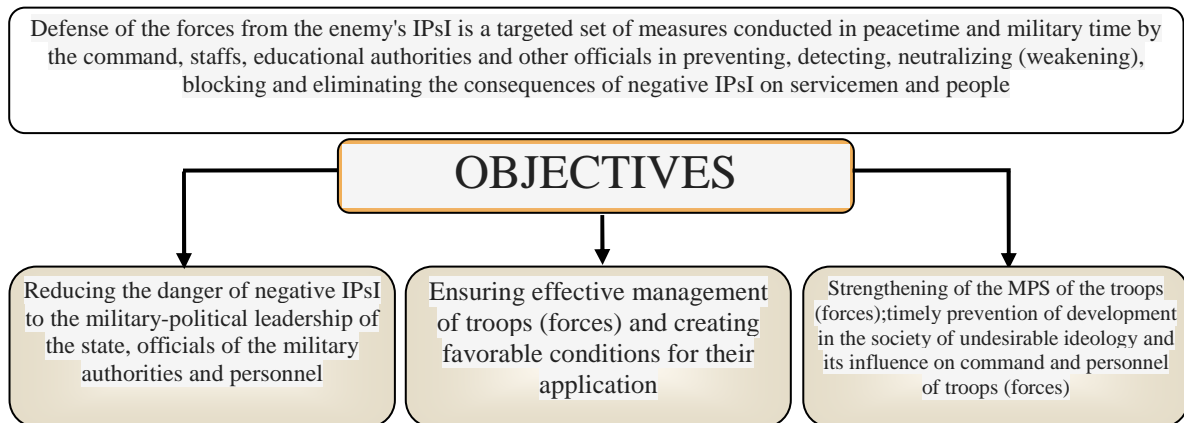 Defense of the forces from the enemy's IPsI is a targeted set of measures conducted in peacetime and military time by
the command, staffs, educational authorities and other officials in preventing, detecting, neutralizing (weakening),
blocking and eliminating the consequences of negative IPsI on servicemen and people
OBJECTIVES
Reducing the danger of negative IPsI
to the military-political leadership of
the state, officials of the military
authorities and personnel
Ensuring effective management
of troops (forces) and creating
favorable conditions for their
application
Strengthening of the MPS of the troops
(forces);timely prevention of development
in the society of undesirable ideology and
its influence on command and personnel
of troops (forces)